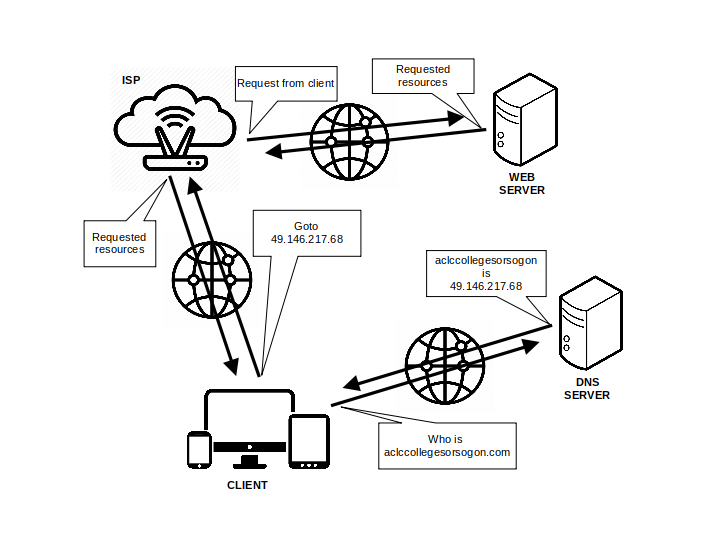 ISP
Request from client
Requested
resources
WEB
SERVER
Requested
resources
Goto
49.146.217.68
aclccollegesorsogon
is
49.146.217.68
DNS
SERVER
Who is
aclccollegesorsogon.com
CLIENT